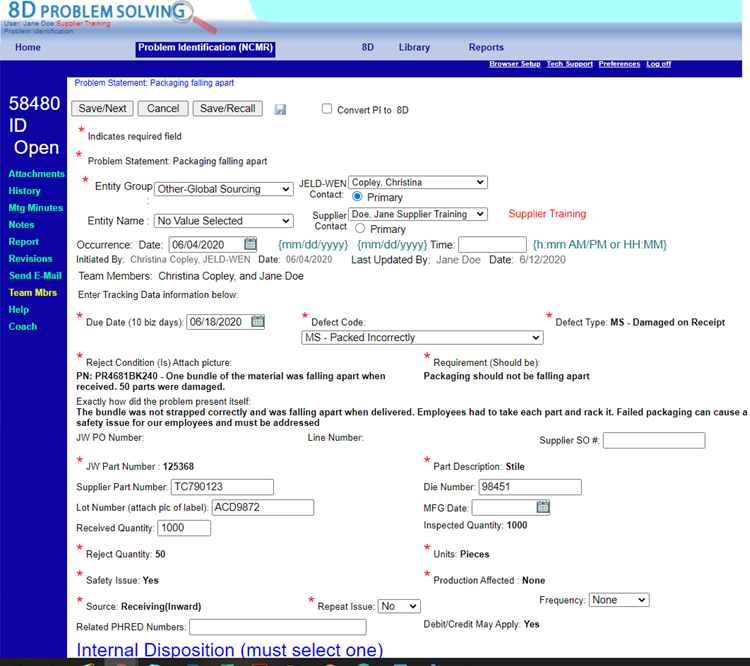 8D PROBLEM SOLVING
User: Jane Doe Supplier Training
Problem Identification
Home Problem Identification (NCMR) 8D Library Reports
Browser Setup Tech Support Preferences Log off
Problem Statement: Packaging falling apart
58480
ID
Open
Attachments
History
Mtg Minutes
Notes
Report
Revisions
Send E-Mail
Team Mbrs
Help
Coach
Save/Next Cancel Save/Recall Convert PI to 8D
* Indicates required field
* Problem Statement: Packaging falling apart
* Entity Group : Other-Global Sourcing JELD-WEN Contact: Copley, Christina
Primary
Entity Name : No Value Selected Supplier Contact Doe, Jane Supplier Training Supplier Training
Primary
Occurrence: Date: 06/04/2020 {mm/dd/yyyy} {mm/dd/yyyy} Time: {h:mm AM/PM or HH:MM}
Initiated By: Christina Copley, JELD-WEN Date: 06/04/2020 Last Updated By: Jane Doe Date: 6/12/2020
Team Members: Christina Copley, and Jane Doe
Enter Tracking Data information below:
* Due Date (10 biz days): 06/18/2020 * Defect Code: * Defect Type: MS - Damaged on Receipt
MS - Packed Incorrectly
* Reject Condition (Is) Attach picture: * Requirement (Should be):
PN: PR4681BK240 - One bundle of the material was falling apart when Packaging should not be falling apart
received. 50 parts were damaged.
Exactly how did the problem present itself:
The bundle was not strapped correctly and was falling apart when delivered. Employees had to take each part and rack it. Failed packaging can cause a
safety issue for our employees and must be addressed
JW PO Number: Line Number: Supplier SO #:
* JW Part Number : 125368 * Part Description: Stile
Supplier Part Number: TC790123 Die Number: 98451
Lot Number (attach pic of label): ACD9872 MFG Date:
Received Quantity: 1000 Inspected Quantity: 1000
* Reject Quantity: 50 * Units: Pieces
* Safety Issue: Yes * Production Affected : None
* Source: Receiving(Inward) * Repeat Issue: No Frequency: None
Related PHRED Numbers: Debit/Credit May Apply: Yes
Internal Disposition (must select one)